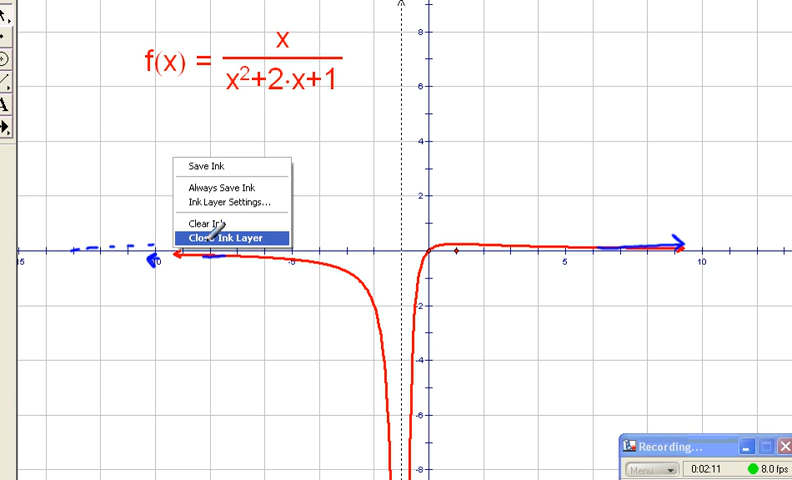 8
f(x) = x / x²+2·x+1
6
4
Save Ink
Always Save Ink
Ink Layer Settings...
2
Clear Ink
Close Ink Layer
-5
5
10
-2
-4
-6
Recording...
-8
Menu
0:02:11
8.0 fps
A